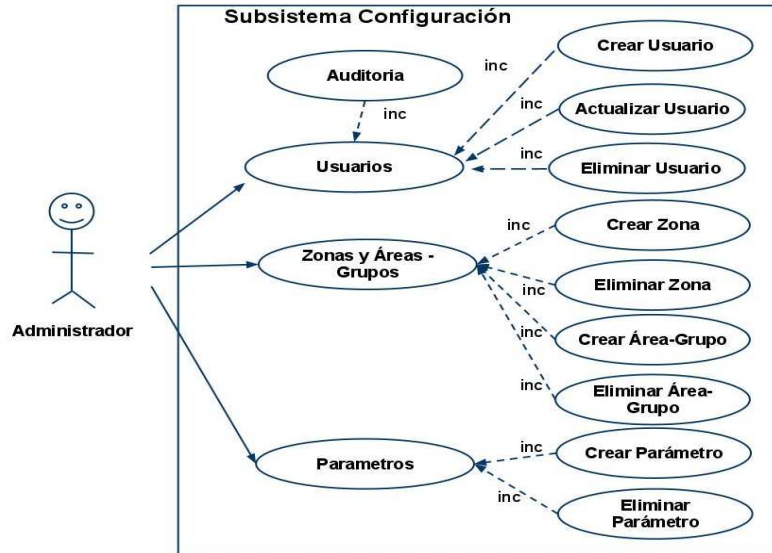 Subsistema Configuración
Auditoria
inc
Usuarios
inc
Crear Usuario
inc
Actualizar Usuario
inc
Eliminar Usuario
Administrador
Zonas y Áreas -
Grupos
inc
Crear Zona
inc
Eliminar Zona
inc
Crear Área-Grupo
inc
Eliminar Área-
Grupo
Parametros
inc
Crear Parámetro
inc
Eliminar
Parámetro